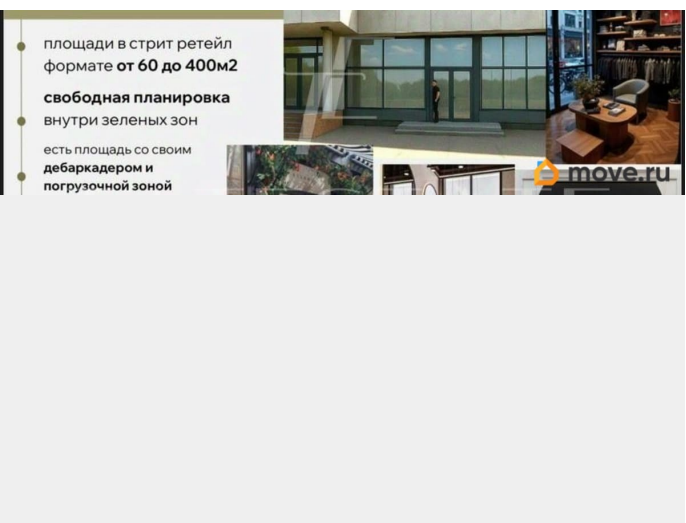 площади в стрит ретейл
формате от 60 до 400м2
свободная планировка
внутри зеленых зон
есть площадь со своим
дебаркадером и
погрузочной зоной
move.ru